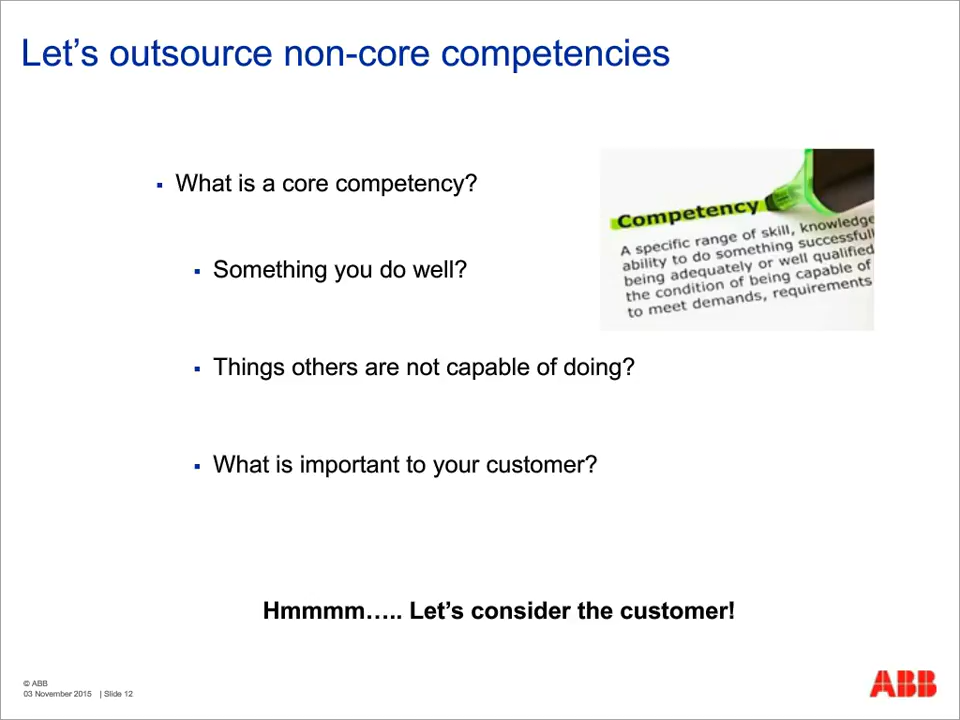 Let's outsource non-core competencies
▪ What is a core competency?
▪ Something you do well?
▪ Things others are not capable of doing?
▪ What is important to your customer?
Competency
A specific range of skill, knowledge
ability to do something successfull
being adequately or well qualified
the condition of being capable of
to meet demands, requirements
Hmmmm….. Let's consider the customer!
© ABB
03 November 2015 | Slide 12
ABB